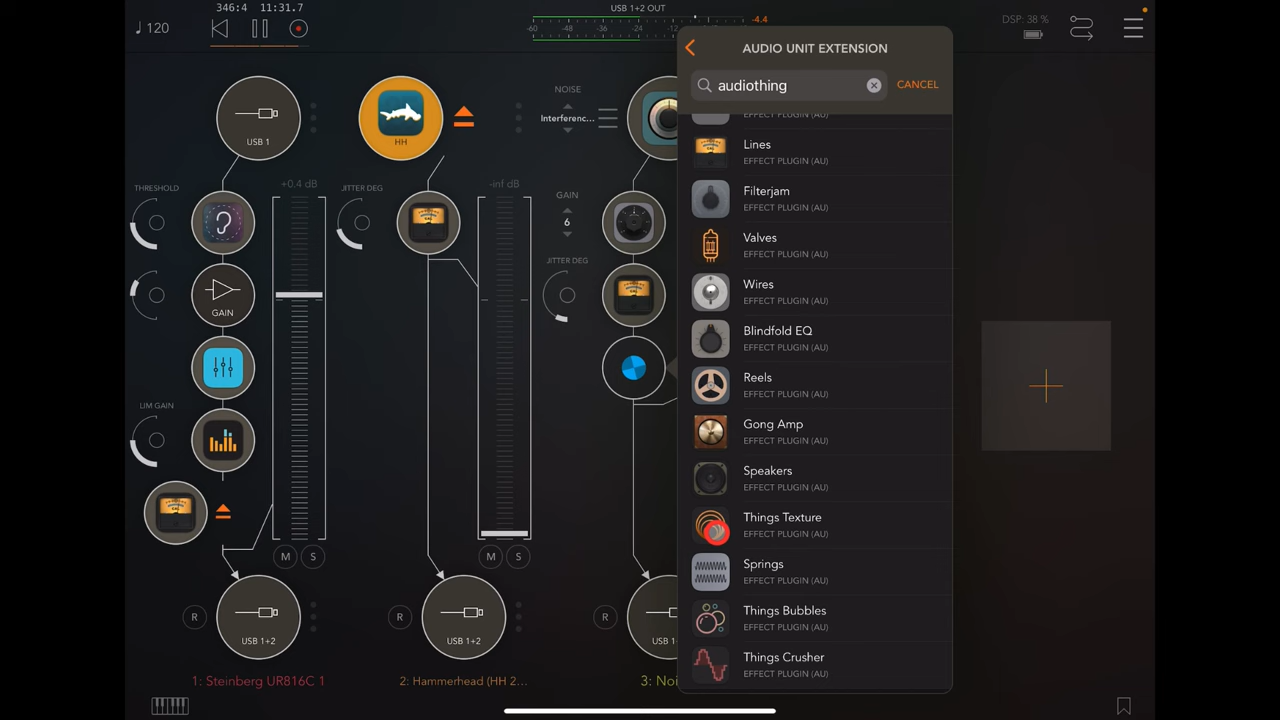 346:4 11:31.7
USB 1+2 OUT
♩ 120
-60 -48 -36 -24
-4.4
DSP: 38 %
AUDIO UNIT EXTENSION
audiothing
CANCEL
NOISE
Interferenc...
USB 1
HH
THRESHOLD
+0.4 dB
JITTER DEG
-inf dB
GAIN
6
JITTER DEG
GAIN
LIM GAIN
M S
M S
R
USB 1+2
R
USB 1+2
R
USB 1
1: Steinberg UR816C 1
2: Hammerhead (HH 2...
3: Noi
Lines
EFFECT PLUGIN (AU)
Filterjam
EFFECT PLUGIN (AU)
Valves
EFFECT PLUGIN (AU)
Wires
EFFECT PLUGIN (AU)
Blindfold EQ
EFFECT PLUGIN (AU)
Reels
EFFECT PLUGIN (AU)
Gong Amp
EFFECT PLUGIN (AU)
Speakers
EFFECT PLUGIN (AU)
Things Texture
EFFECT PLUGIN (AU)
Springs
EFFECT PLUGIN (AU)
Things Bubbles
EFFECT PLUGIN (AU)
Things Crusher
EFFECT PLUGIN (AU)